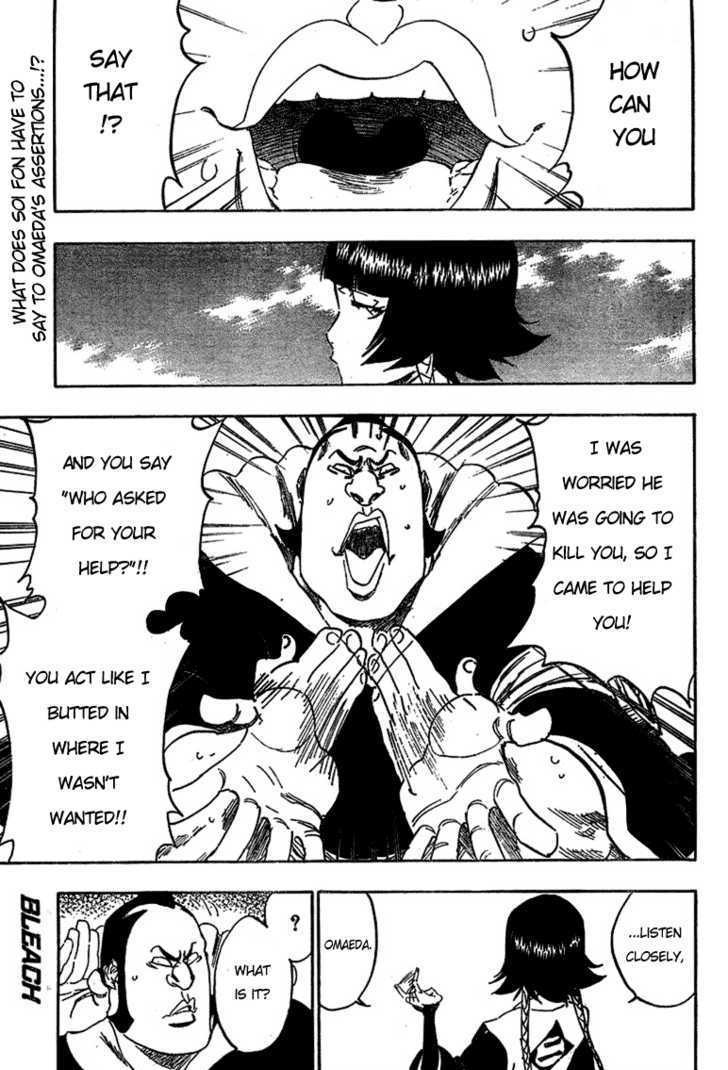 WHAT DOES SOI FON HAVE TO
SAY TO OMAEDA'S ASSERTIONS...!?
HOW
CAN
YOU
SAY
THAT
!?
I WAS
WORRIED HE
WAS GOING TO
KILL YOU, SO I
CAME TO HELP
YOU!
AND YOU SAY
"WHO ASKED
FOR YOUR
HELP?"!!
YOU ACT LIKE I
BUTTED IN
WHERE I
WASN'T
WANTED!!
...LISTEN
CLOSELY,
OMAEDA.
?
WHAT
IS IT?
BLEACH